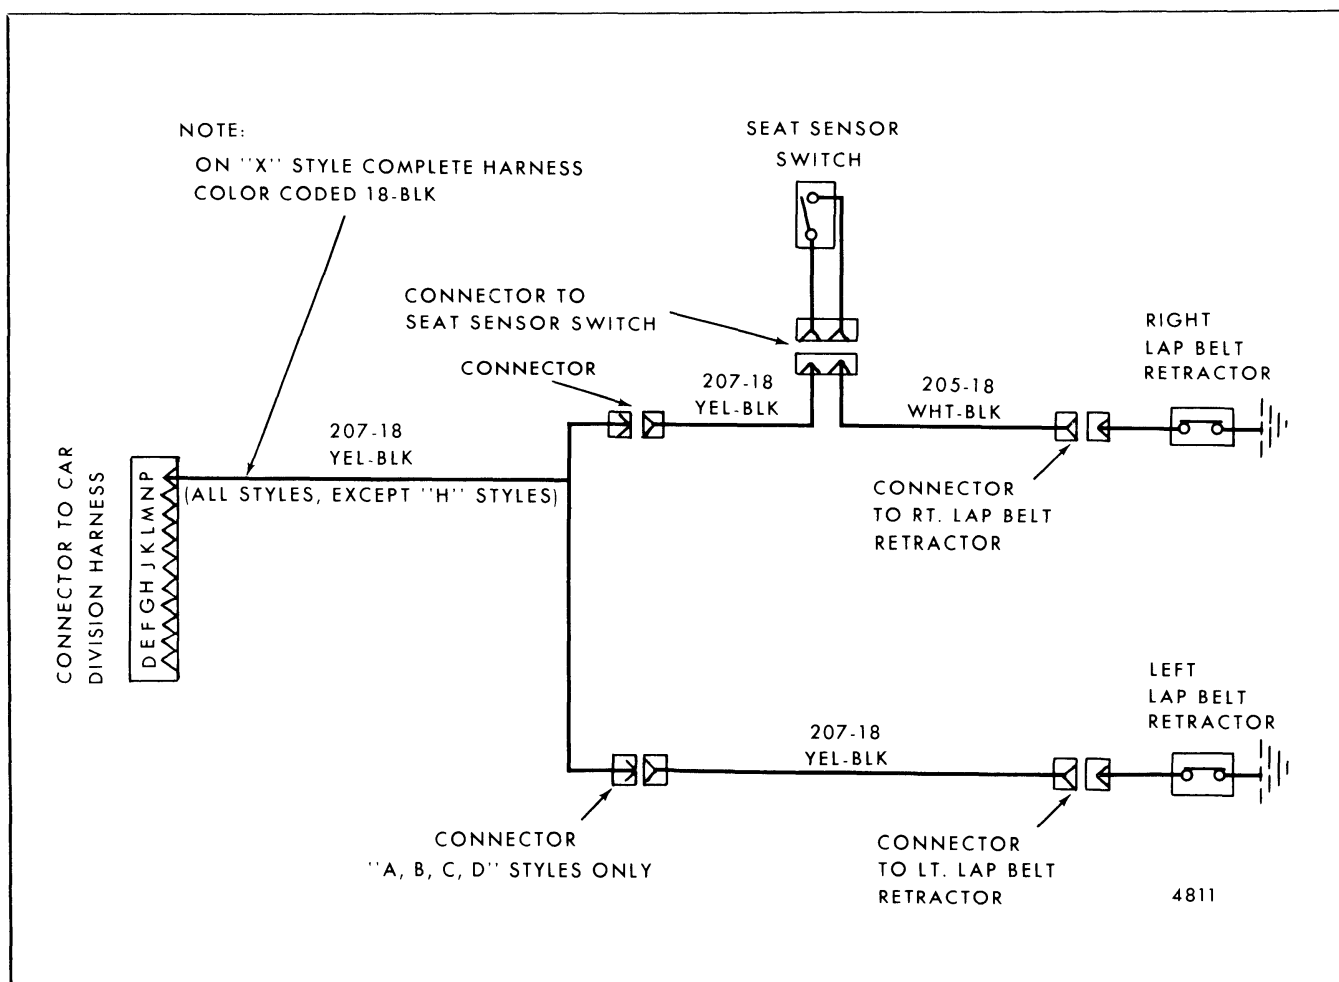 NOTE:
ON "X" STYLE COMPLETE HARNESS
COLOR CODED 18-BLK
SEAT SENSOR
SWITCH
CONNECTOR TO
SEAT SENSOR SWITCH
CONNECTOR
207-18
YEL-BLK
205-18
WHT-BLK
RIGHT
LAP BELT
RETRACTOR
207-18
YEL-BLK
(ALL STYLES, EXCEPT "H" STYLES)
CONNECTOR TO CAR
DIVISION HARNESS
D E F G H J K L M N P
CONNECTOR
TO RT. LAP BELT
RETRACTOR
LEFT
LAP BELT
RETRACTOR
207-18
YEL-BLK
CONNECTOR
"A, B, C, D" STYLES ONLY
CONNECTOR
TO LT. LAP BELT
RETRACTOR
4811